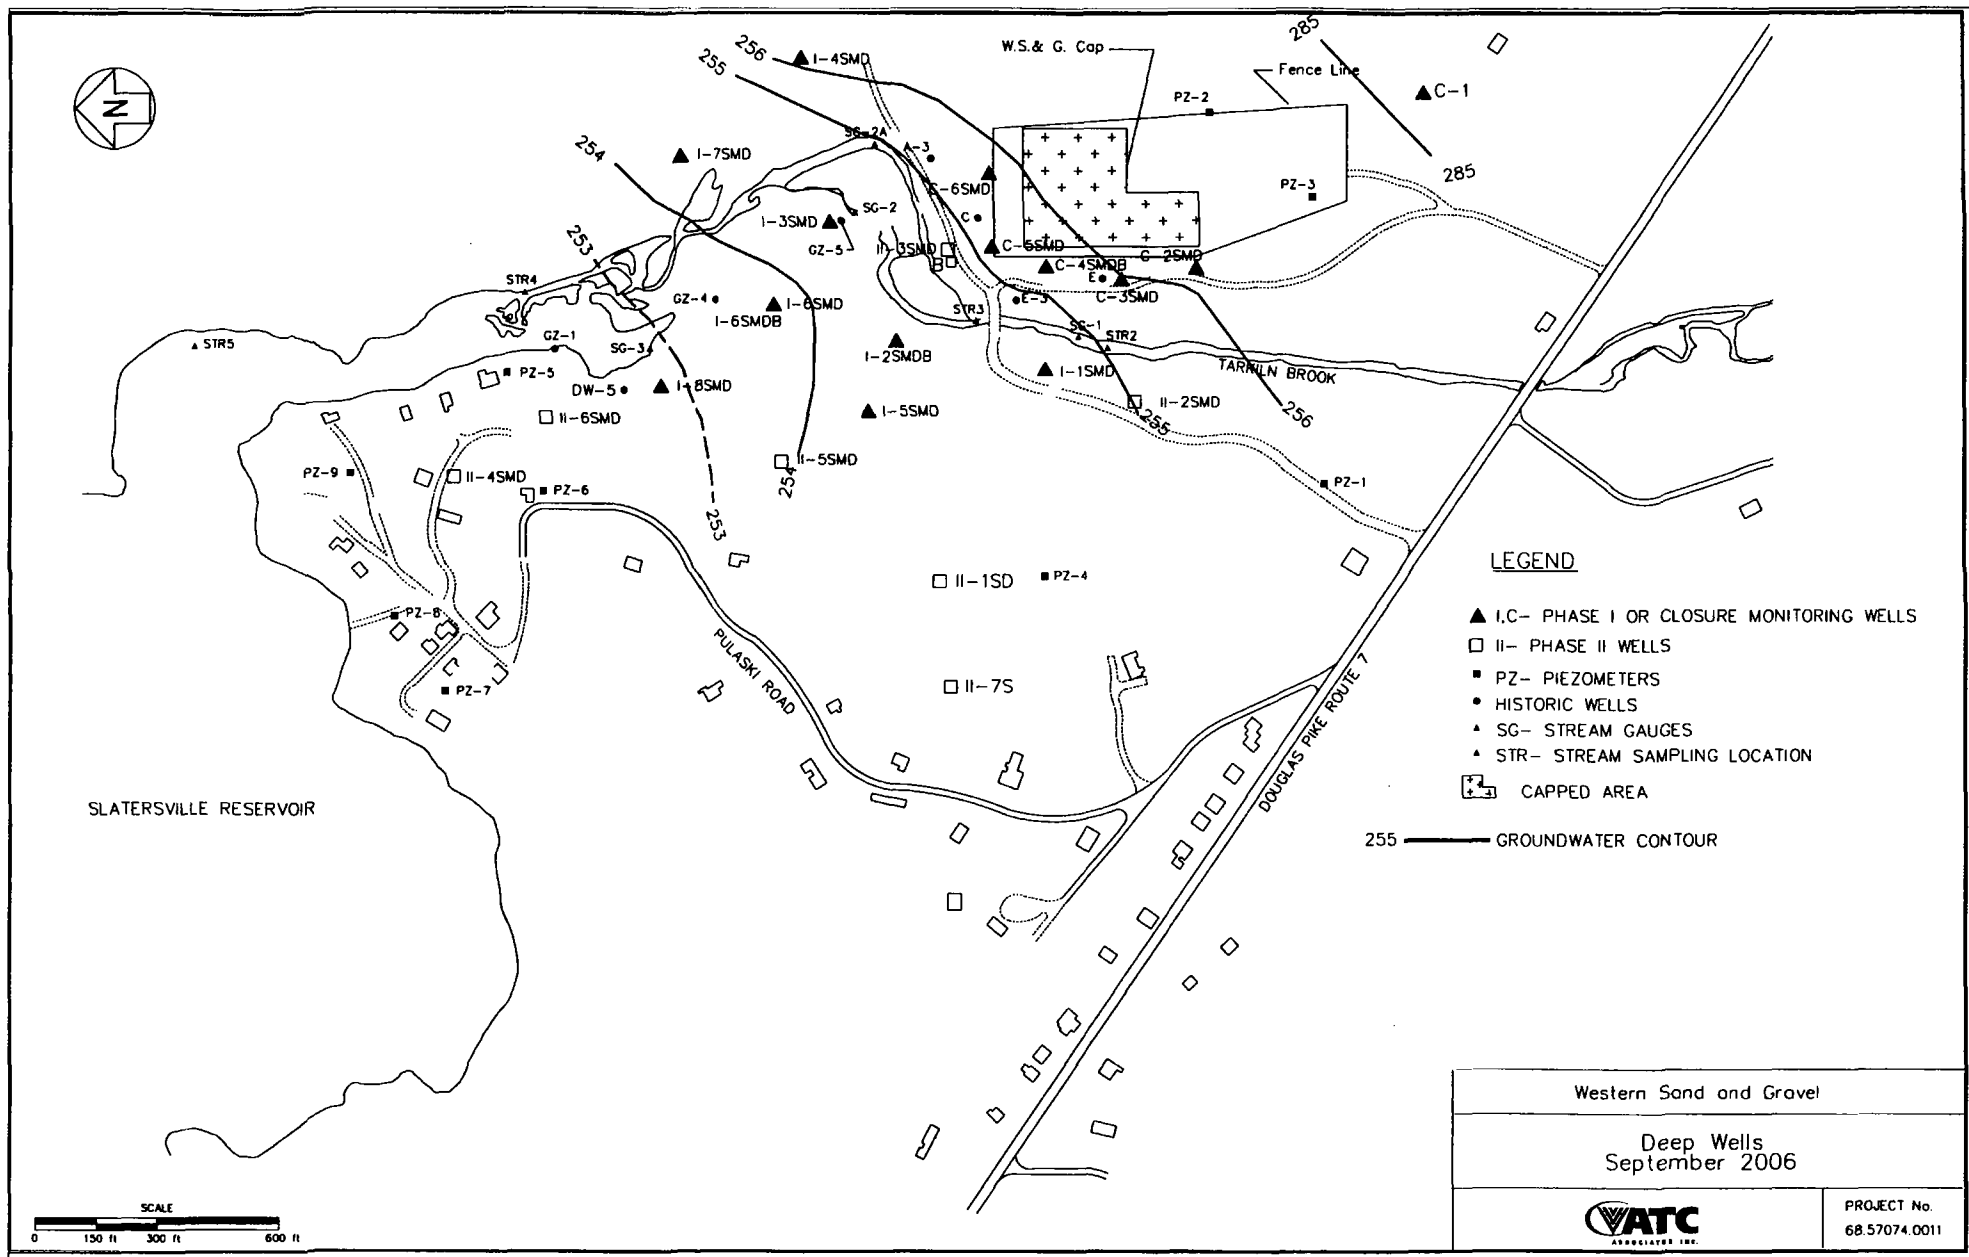 285
256
I-4SMD
W.S.& G. Cap
255
Fence Line
C-1
PZ-2
N
SG-2A
254
I-7SMD
-3
285
C-6SMD
PZ-3
SG-2
C
I-3SMD
253
GZ-5
II-3SMD
C-5SMD
B
C-4SMDB
C-2SMD
STR4
E
C-3SMD
GZ-4
I-6SMD
E-3
I-6SMDB
STR3
SG-1
STR2
STR5
GZ-1
SG-3
I-2SMDB
TARKILN BROOK
PZ-5
I-1SMD
DW-5
I-8SMD
II-6SMD
I-5SMD
II-2SMD
255
256
II-5SMD
PZ-9
II-4SMD
254
PZ-6
PZ-1
253
II-1SD
PZ-4
PZ-8
PULASKI ROAD
II-7S
PZ-7
DOUGLAS PIKE ROUTE 7
SLATERSVILLE RESERVOIR
LEGEND
I,C- PHASE I OR CLOSURE MONITORING WELLS
II- PHASE II WELLS
PZ- PIEZOMETERS
HISTORIC WELLS
SG- STREAM GAUGES
STR- STREAM SAMPLING LOCATION
CAPPED AREA
255 GROUNDWATER CONTOUR
Western Sand and Gravel
Deep Wells
September 2006
ATC
ASSOCIATES INC.
PROJECT No.
68.57074.0011
SCALE
0 150 ft 300 ft 600 ft